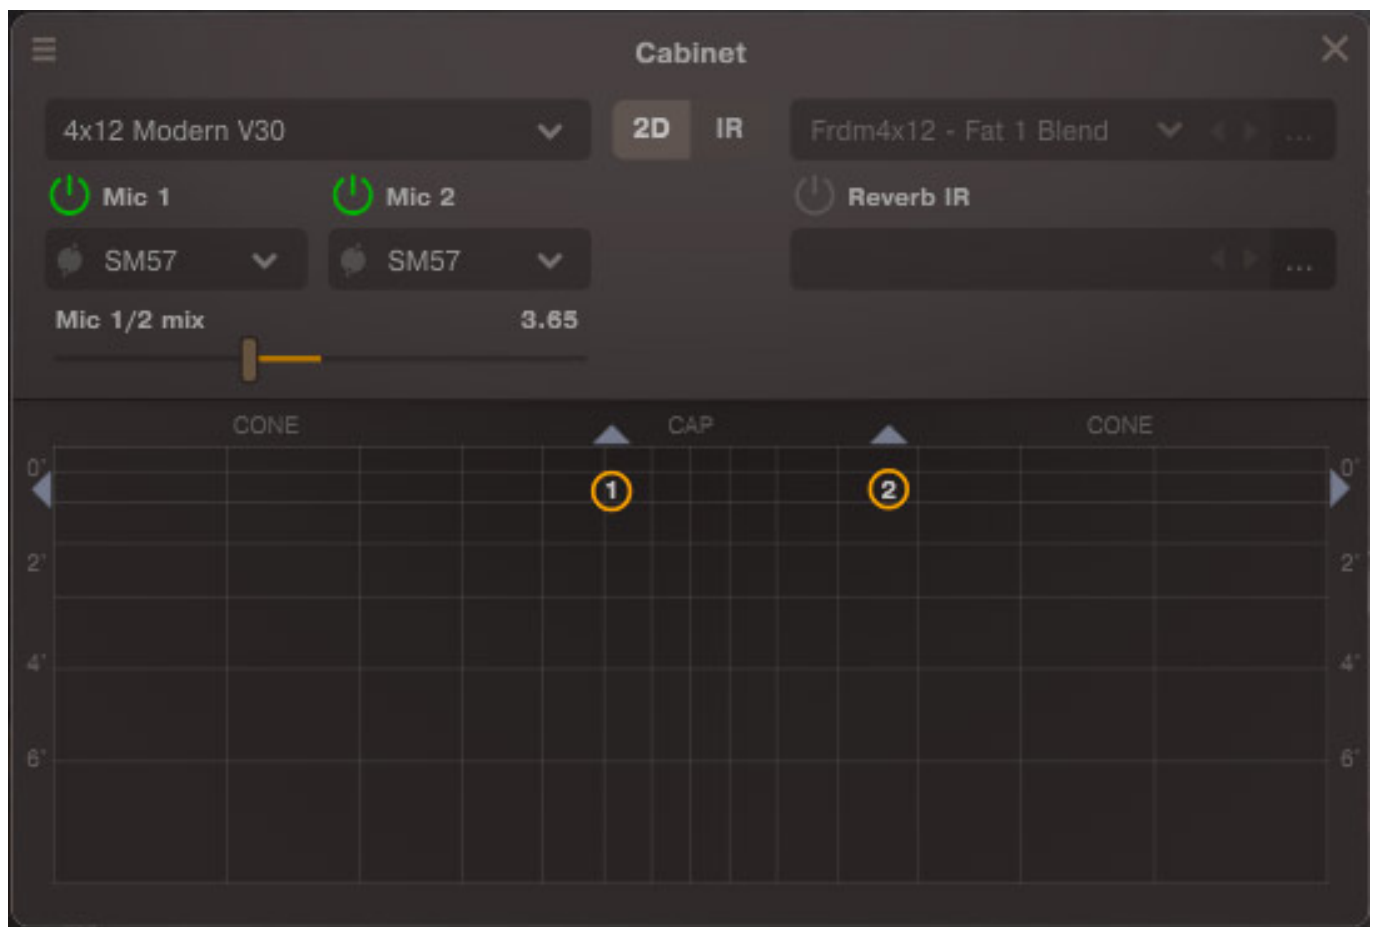 Cabinet
4x12 Modern V30
2D IR
Frdm4x12 - Fat 1 Blend
...
Mic 1
Mic 2
Reverb IR
SM57
SM57
...
Mic 1/2 mix
3.65
CONE
CAP
CONE
0"
1
2
0"
2"
2"
4"
4"
6"
6"